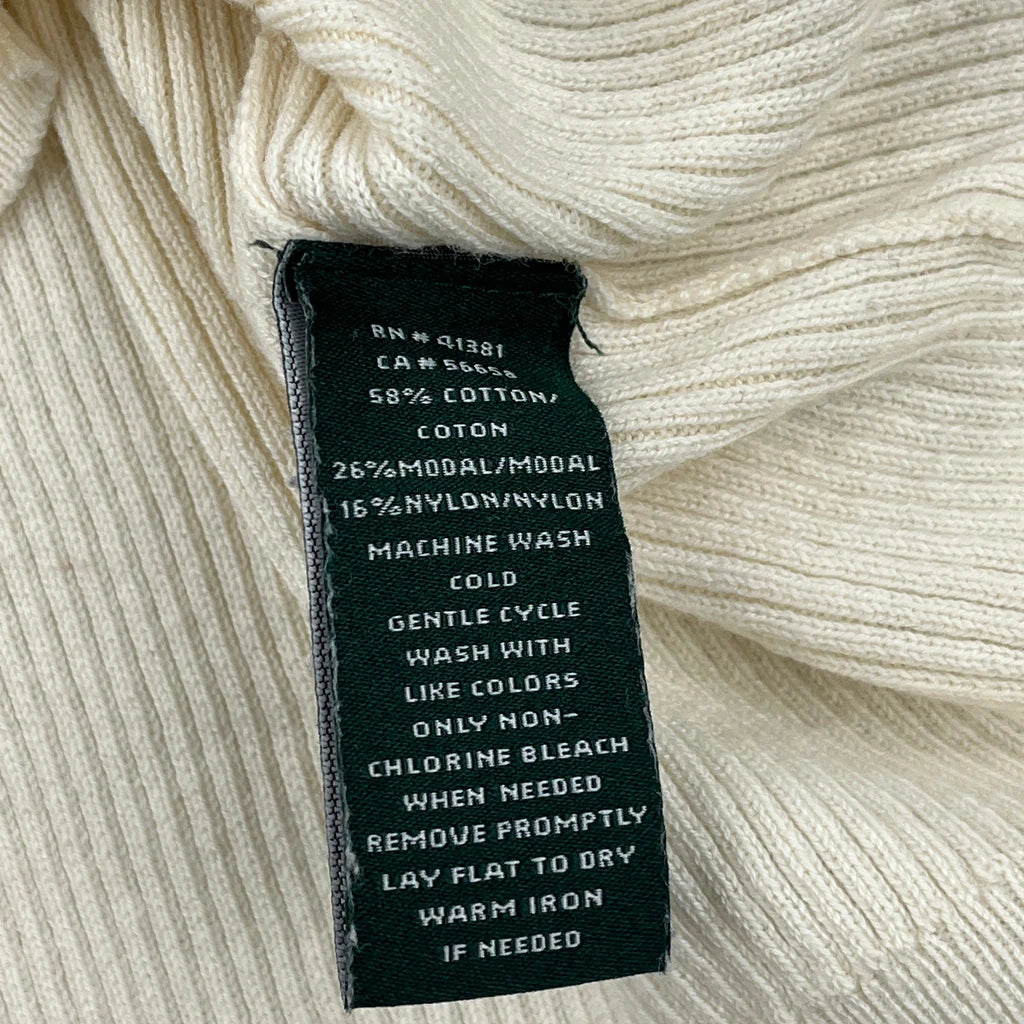 RN # 41381
CA # 56658
58% COTTON/
COTON
26%MODAL/MODAL
16%NYLON/NYLON
MACHINE WASH
COLD
GENTLE CYCLE
WASH WITH
LIKE COLORS
ONLY NON-
CHLORINE BLEACH
WHEN NEEDED
REMOVE PROMPTLY
LAY FLAT TO DRY
WARM IRON
IF NEEDED